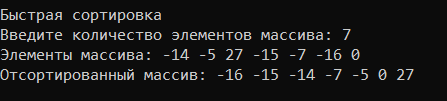 Быстрая сортировка
Введите количество элементов массива: 7
Элементы массива: -14 -5 27 -15 -7 -16 0
Отсортированный массив: -16 -15 -14 -7 -5 0 27